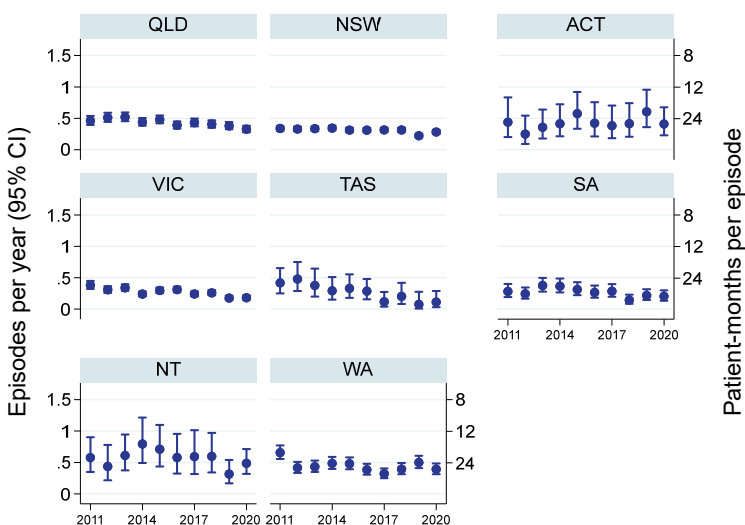 QLD NSW ACT
1.5 8
1 12
.5 24
0
VIC TAS SA
1.5 8
1 12
.5 24
0
2011 2014 2017 2020
NT WA
1.5 8
1 12
.5 24
0
2011 2014 2017 2020 2011 2014 2017 2020
Episodes per year (95% CI)
Patient-months per episode